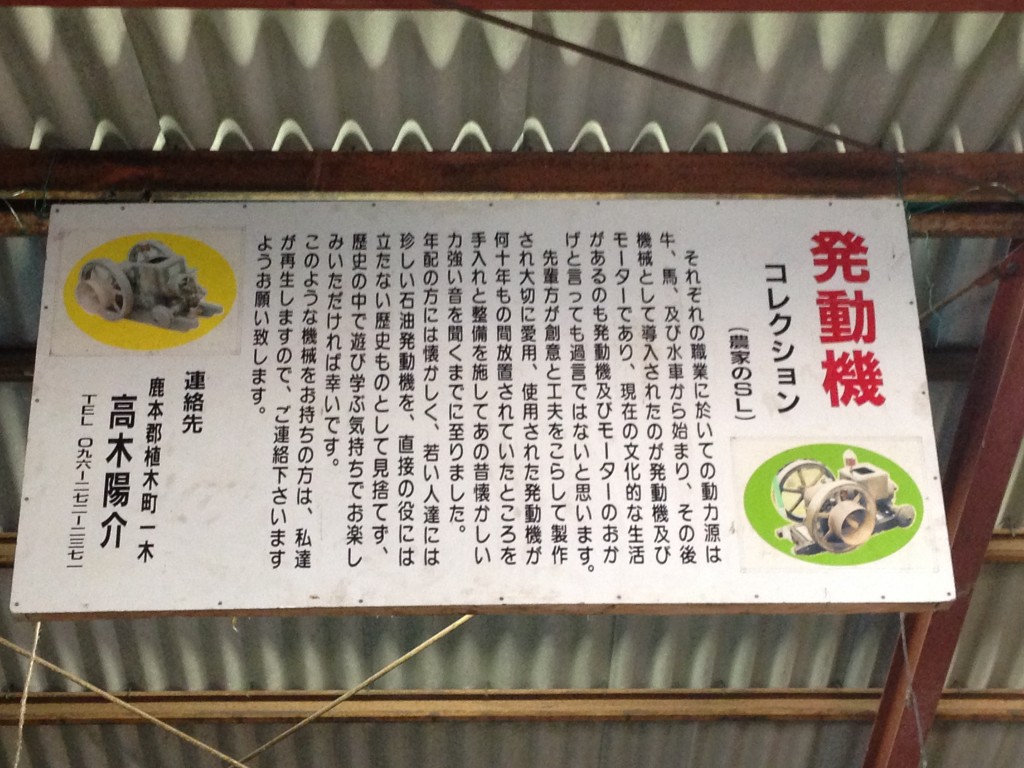 発動機
コレクション
(農家のSL)
それぞれの職業に於いての動力源は
牛、馬、及び水車から始まり、その後
機械として導入されたのが発動機及び
モーターであり、現在の文化的な生活
があるのも発動機及びモーターのおか
げと言っても過言ではないと思います。
先輩方が創意と工夫をこらして製作
され大切に愛用、使用された発動機が
何十年もの間放置されていたところを
手入れと整備を施してあの昔懐かしい
力強い音を聞くまでに至りました。
年配の方には懐かしく、若い人達には
珍しい石油発動機を、直接の役には
立たない歴史ものとして見捨てず、
歴史の中で遊び学ぶ気持ちでお楽し
みいただければ幸いです。
このような機械をお持ちの方は、私達
が再生しますので、ご連絡下さいます
ようお願い致します。
連絡先
鹿本郡植木町一木
高木陽介
TEL 〇九六ー二七二ー二三七一